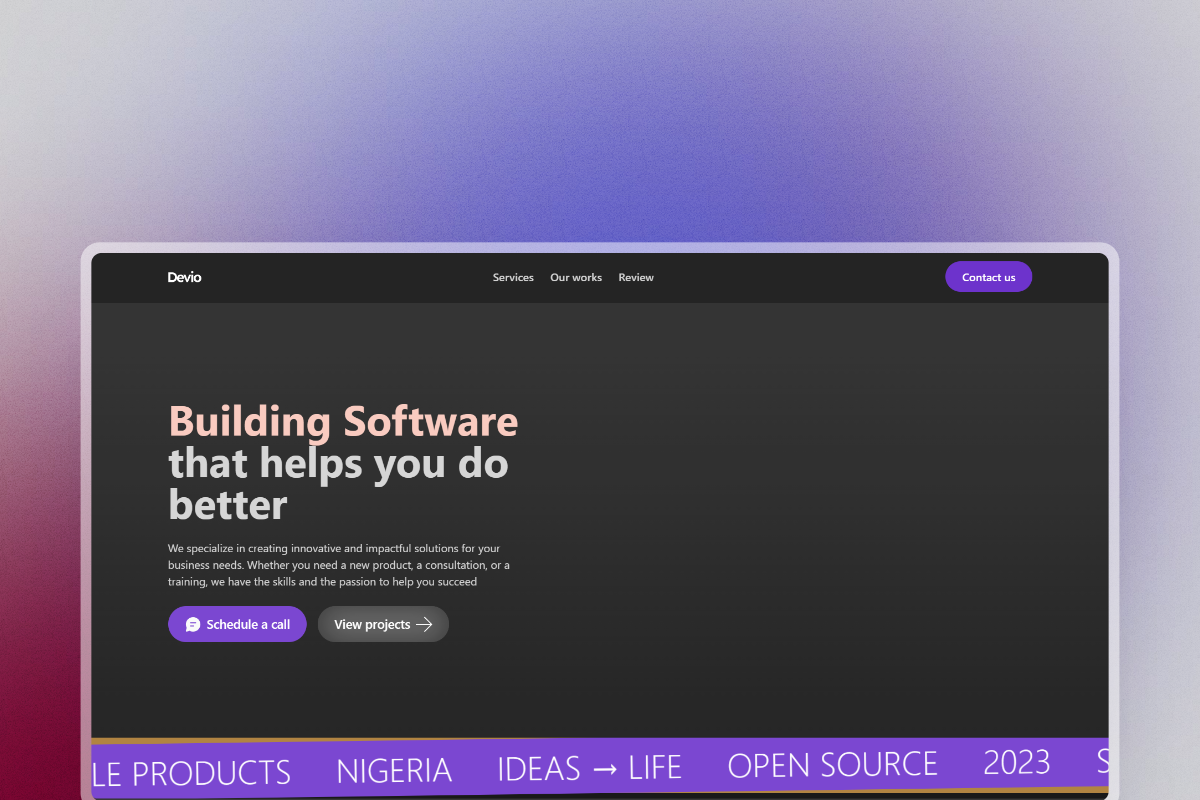 Devio
Services Our works Review
Contact us
Building Software
that helps you do
better
We specialize in creating innovative and impactful solutions for your
business needs. Whether you need a new product, a consultation, or a
training, we have the skills and the passion to help you succeed
Schedule a call
View projects →
LE PRODUCTS NIGERIA IDEAS → LIFE OPEN SOURCE 2023 S